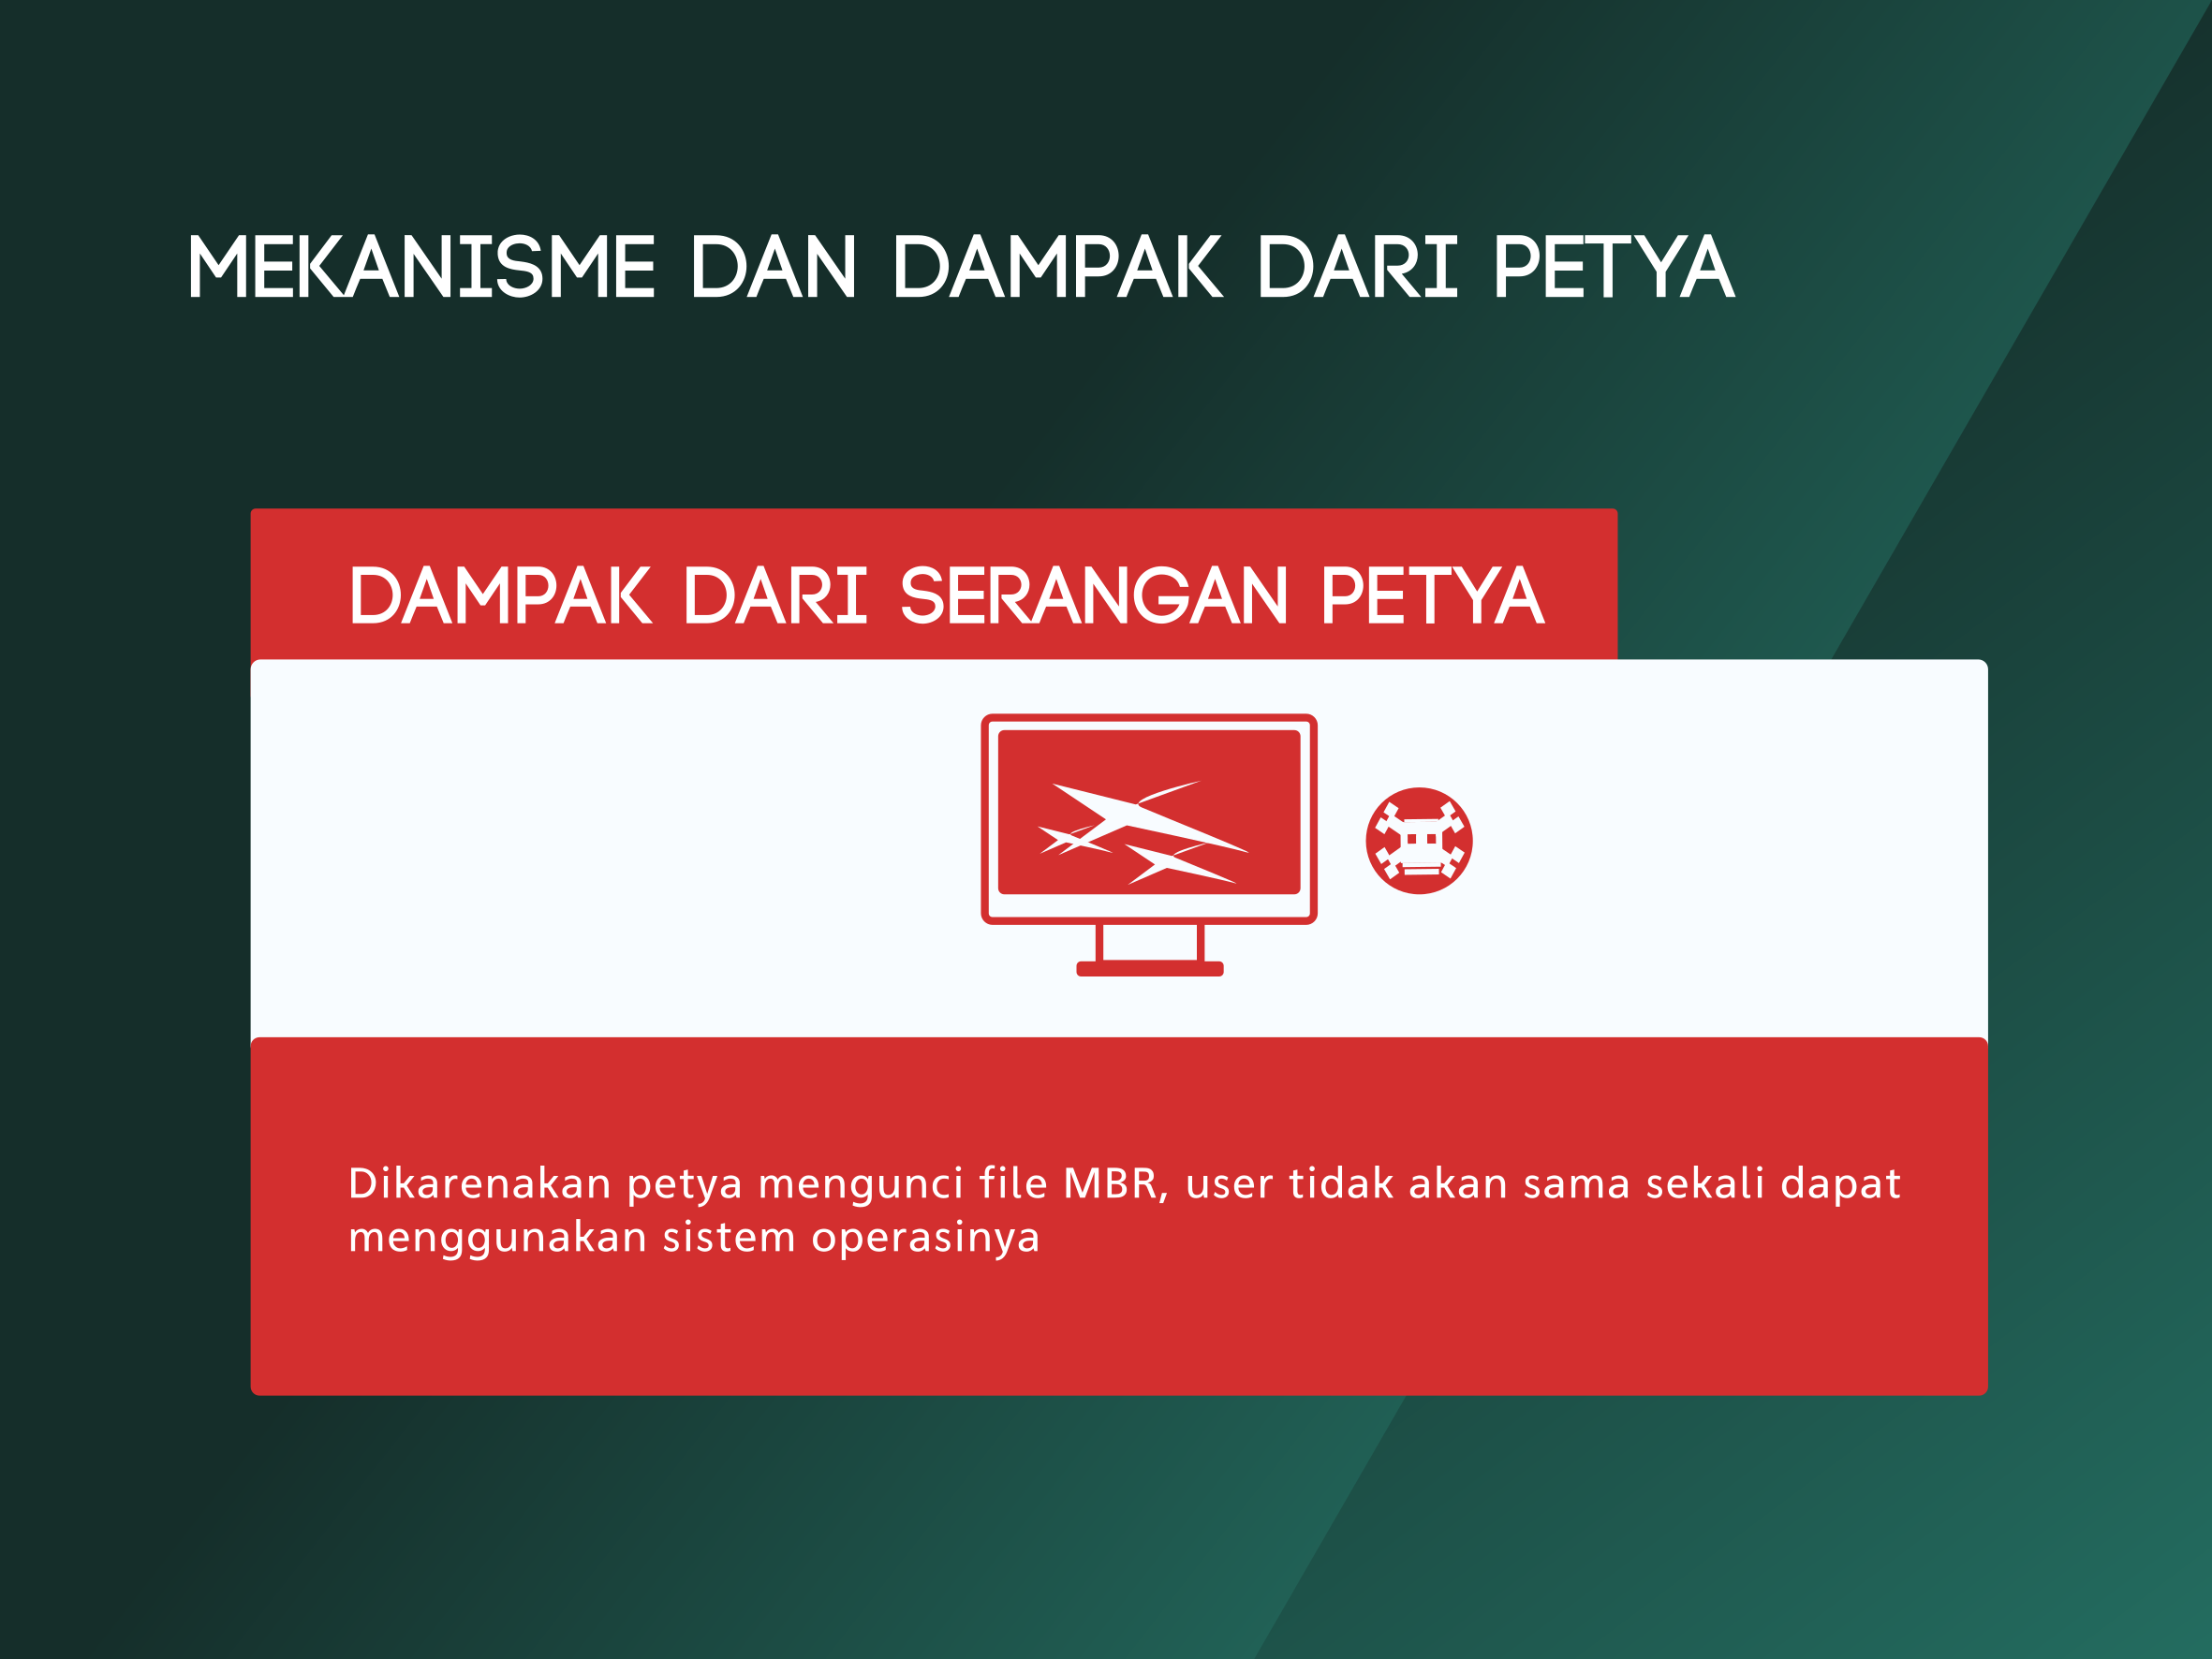 MEKANISME DAN DAMPAK DARI PETYA
DAMPAK DARI SERANGAN PETYA
Dikarenakan petya mengunci file MBR, user tidak akan sama sekali dapat
menggunakan sistem operasinya